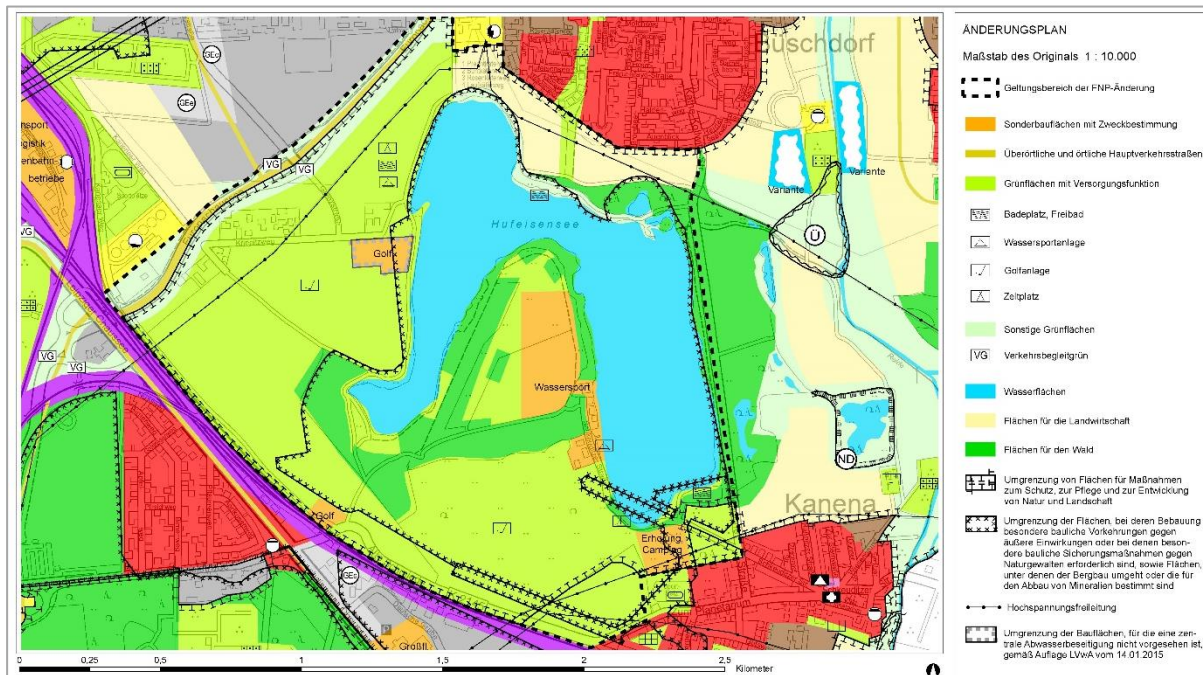 Büschdorf
GEe
GEe
VG
VG
VG
VG
VG
Variante
Variante
Ü
Hufeisensee
Golf
Wassersport
ND
Kanena
Golf
Erholung
Camping
GEe
Großfl.
0 0,25 0,5 1 1,5 2 2,5
Kilometer
ÄNDERUNGSPLAN
Maßstab des Originals 1 : 10.000
Geltungsbereich der FNP-Änderung
Sonderbauflächen mit Zweckbestimmung
Überörtliche und örtliche Hauptverkehrsstraßen
Grünflächen mit Versorgungsfunktion
Badeplatz, Freibad
Wassersportanlage
Golfanlage
Zeltplatz
Sonstige Grünflächen
VG Verkehrsbegleitgrün
Wasserflächen
Flächen für die Landwirtschaft
Flächen für den Wald
Umgrenzung von Flächen für Maßnahmen
zum Schutz, zur Pflege und zur Entwicklung
von Natur und Landschaft
Umgrenzung der Flächen, bei deren Bebauung
besondere bauliche Vorkehrungen gegen
äußere Einwirkungen oder bei denen beson-
dere bauliche Sicherungsmaßnahmen gegen
Naturgewalten erforderlich sind, sowie Flächen,
unter denen der Bergbau umgeht oder die für
den Abbau von Mineralien bestimmt sind
Hochspannungsfreileitung
Umgrenzung der Bauflächen, für die eine zen-
trale Abwasserbeseitigung nicht vorgesehen ist,
gemäß Auflage LVwA vom 14.01.2015